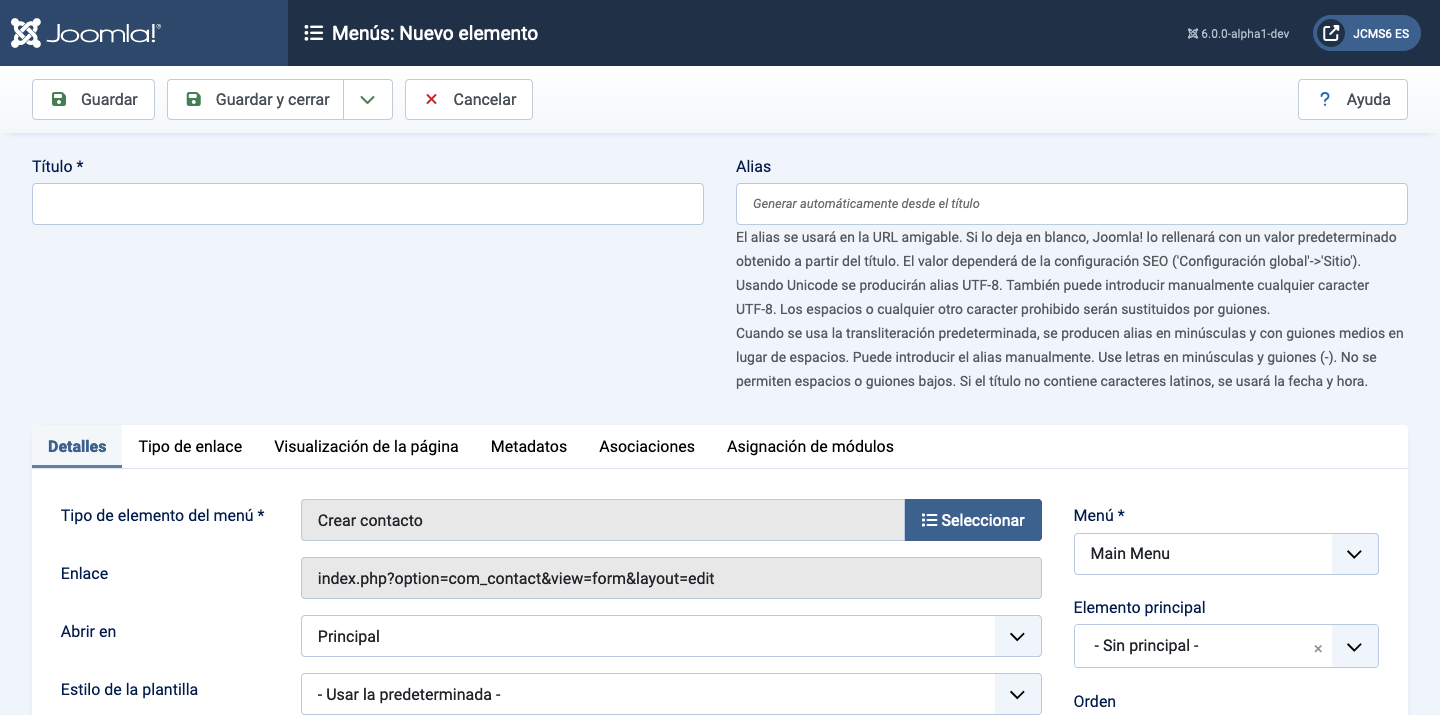 Joomla!®
Menús: Nuevo elemento
6.0.0-alpha1-dev
JCMS6 ES
Guardar
Guardar y cerrar
Cancelar
? Ayuda
Título *
Alias
Generar automáticamente desde el título
El alias se usará en la URL amigable. Si lo deja en blanco, Joomla! lo rellenará con un valor predeterminado
obtenido a partir del título. El valor dependerá de la configuración SEO ('Configuración global'->'Sitio').
Usando Unicode se producirán alias UTF-8. También puede introducir manualmente cualquier caracter
UTF-8. Los espacios o cualquier otro caracter prohibido serán sustituidos por guiones.
Cuando se usa la transliteración predeterminada, se producen alias en minúsculas y con guiones medios en
lugar de espacios. Puede introducir el alias manualmente. Use letras en minúsculas y guiones (-). No se
permiten espacios o guiones bajos. Si el título no contiene caracteres latinos, se usará la fecha y hora.
Detalles
Tipo de enlace
Visualización de la página
Metadatos
Asociaciones
Asignación de módulos
Tipo de elemento del menú *
Crear contacto
Seleccionar
Enlace
index.php?option=com_contact&view=form&layout=edit
Abrir en
Principal
Estilo de la plantilla
- Usar la predeterminada -
Menú *
Main Menu
Elemento principal
- Sin principal -
Orden